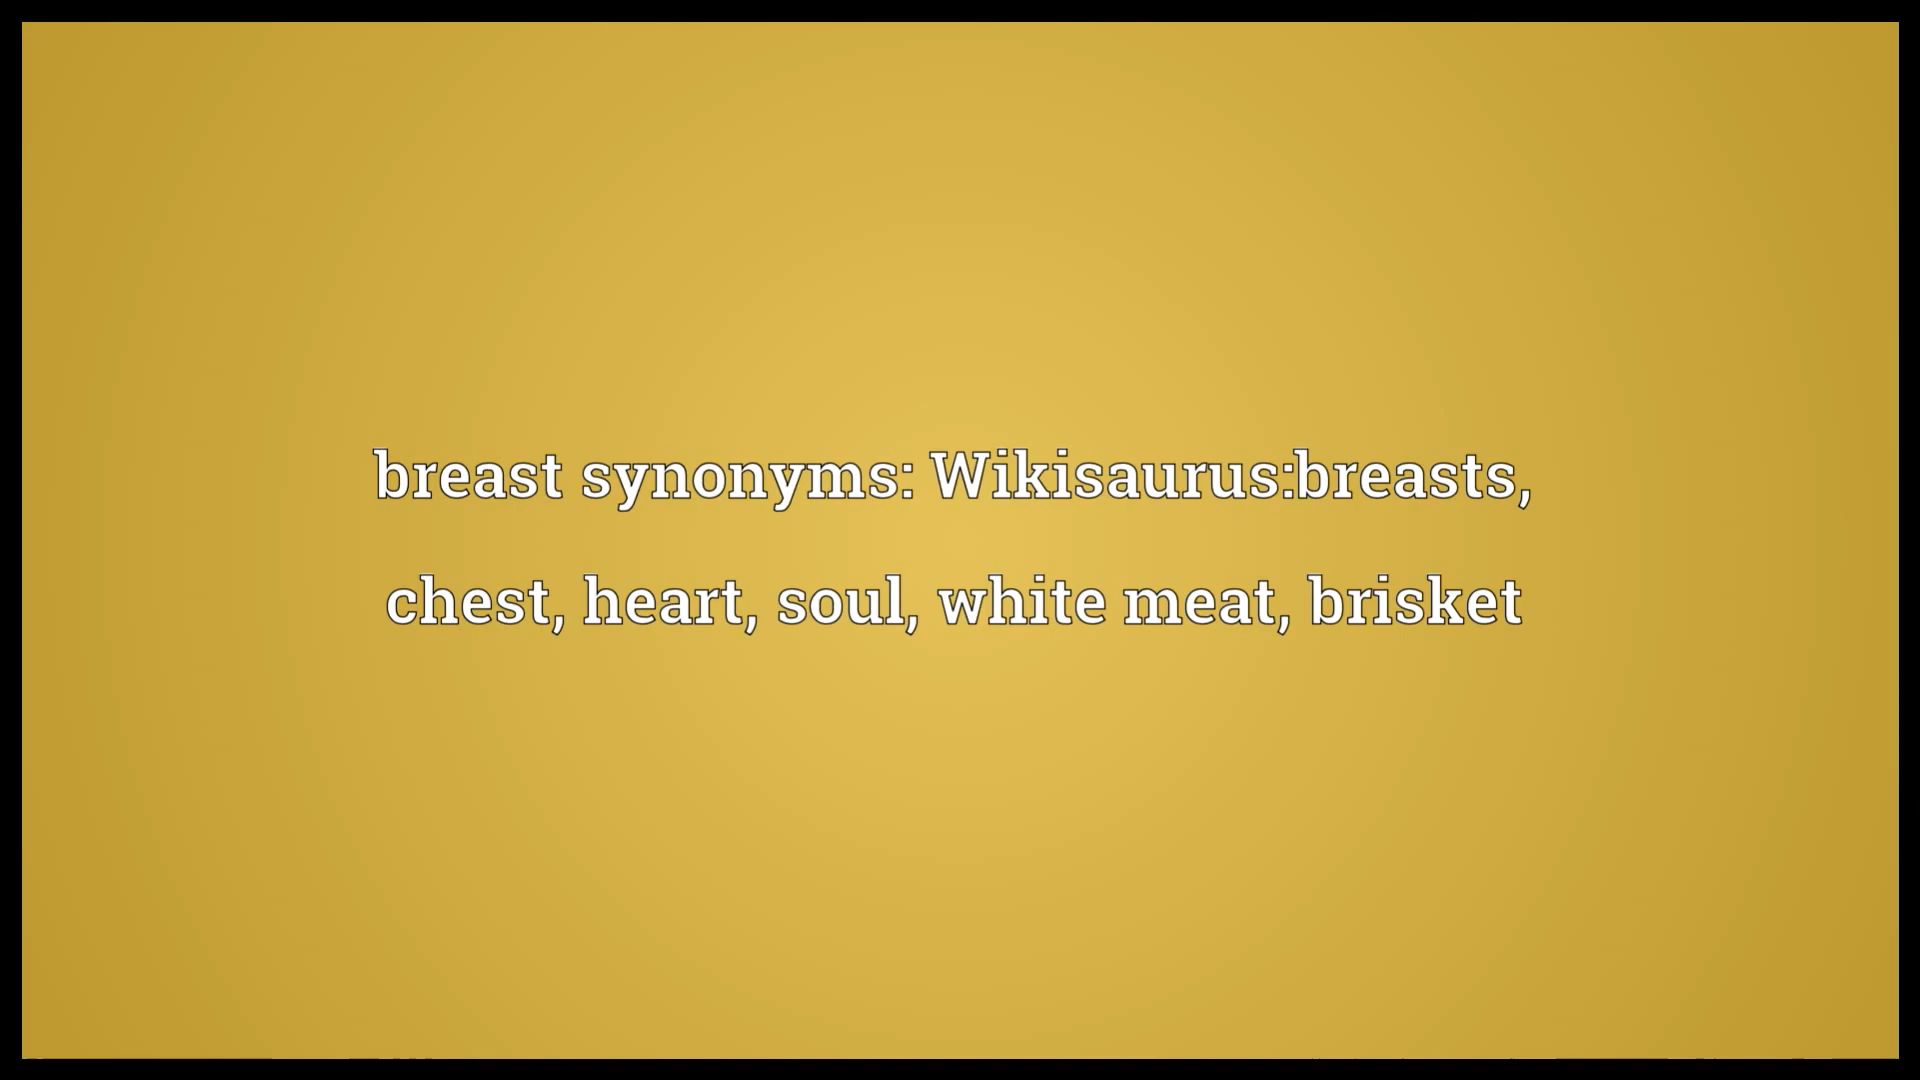 breast synonyms: Wikisaurus:breasts,
chest, heart, soul, white meat, brisket